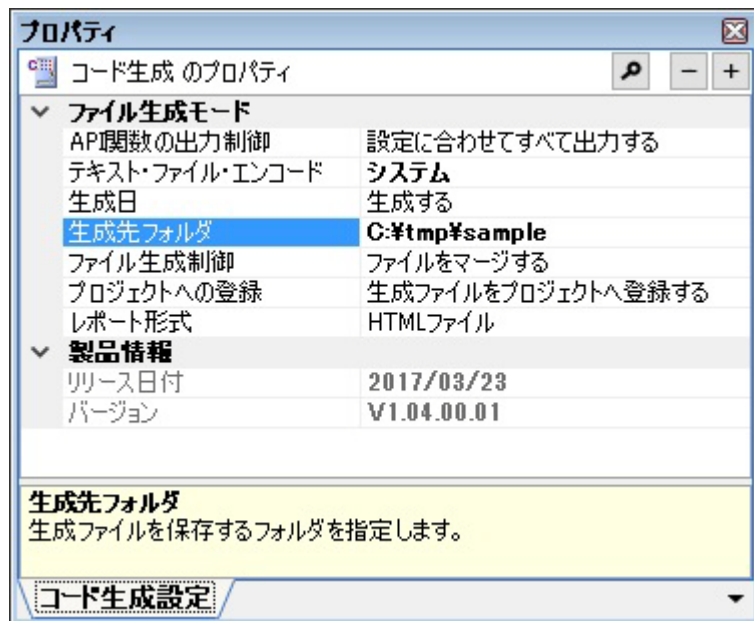 プロパティ
コード生成 のプロパティ
ファイル生成モード
API関数の出力制御 設定に合わせてすべて出力する
テキスト・ファイル・エンコード システム
生成日 生成する
生成先フォルダ C:¥tmp¥sample
ファイル生成制御 ファイルをマージする
プロジェクトへの登録 生成ファイルをプロジェクトへ登録する
レポート形式 HTMLファイル
製品情報
リリース日付 2017/03/23
バージョン V1.04.00.01
生成先フォルダ
生成ファイルを保存するフォルダを指定します。
コード生成設定